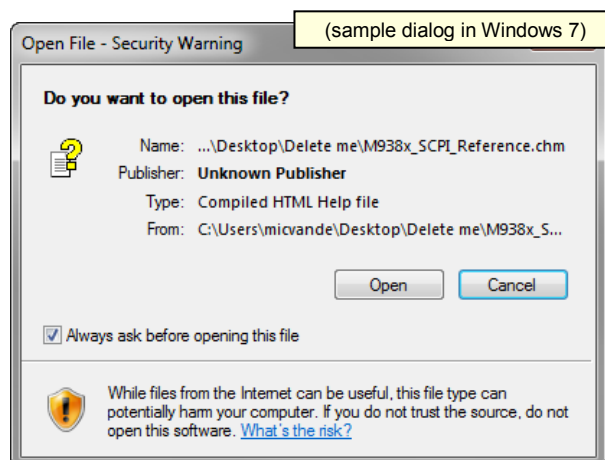 (sample dialog in Windows 7)
Open File - Security Warning
Do you want to open this file?
Name: ...\Desktop\Delete me\M938x_SCPI_Reference.chm
Publisher: Unknown Publisher
Type: Compiled HTML Help file
From: C:\Users\micvande\Desktop\Delete me\M938x_S...
Open Cancel
Always ask before opening this file
While files from the Internet can be useful, this file type can
potentially harm your computer. If you do not trust the source, do not
open this software. What's the risk?